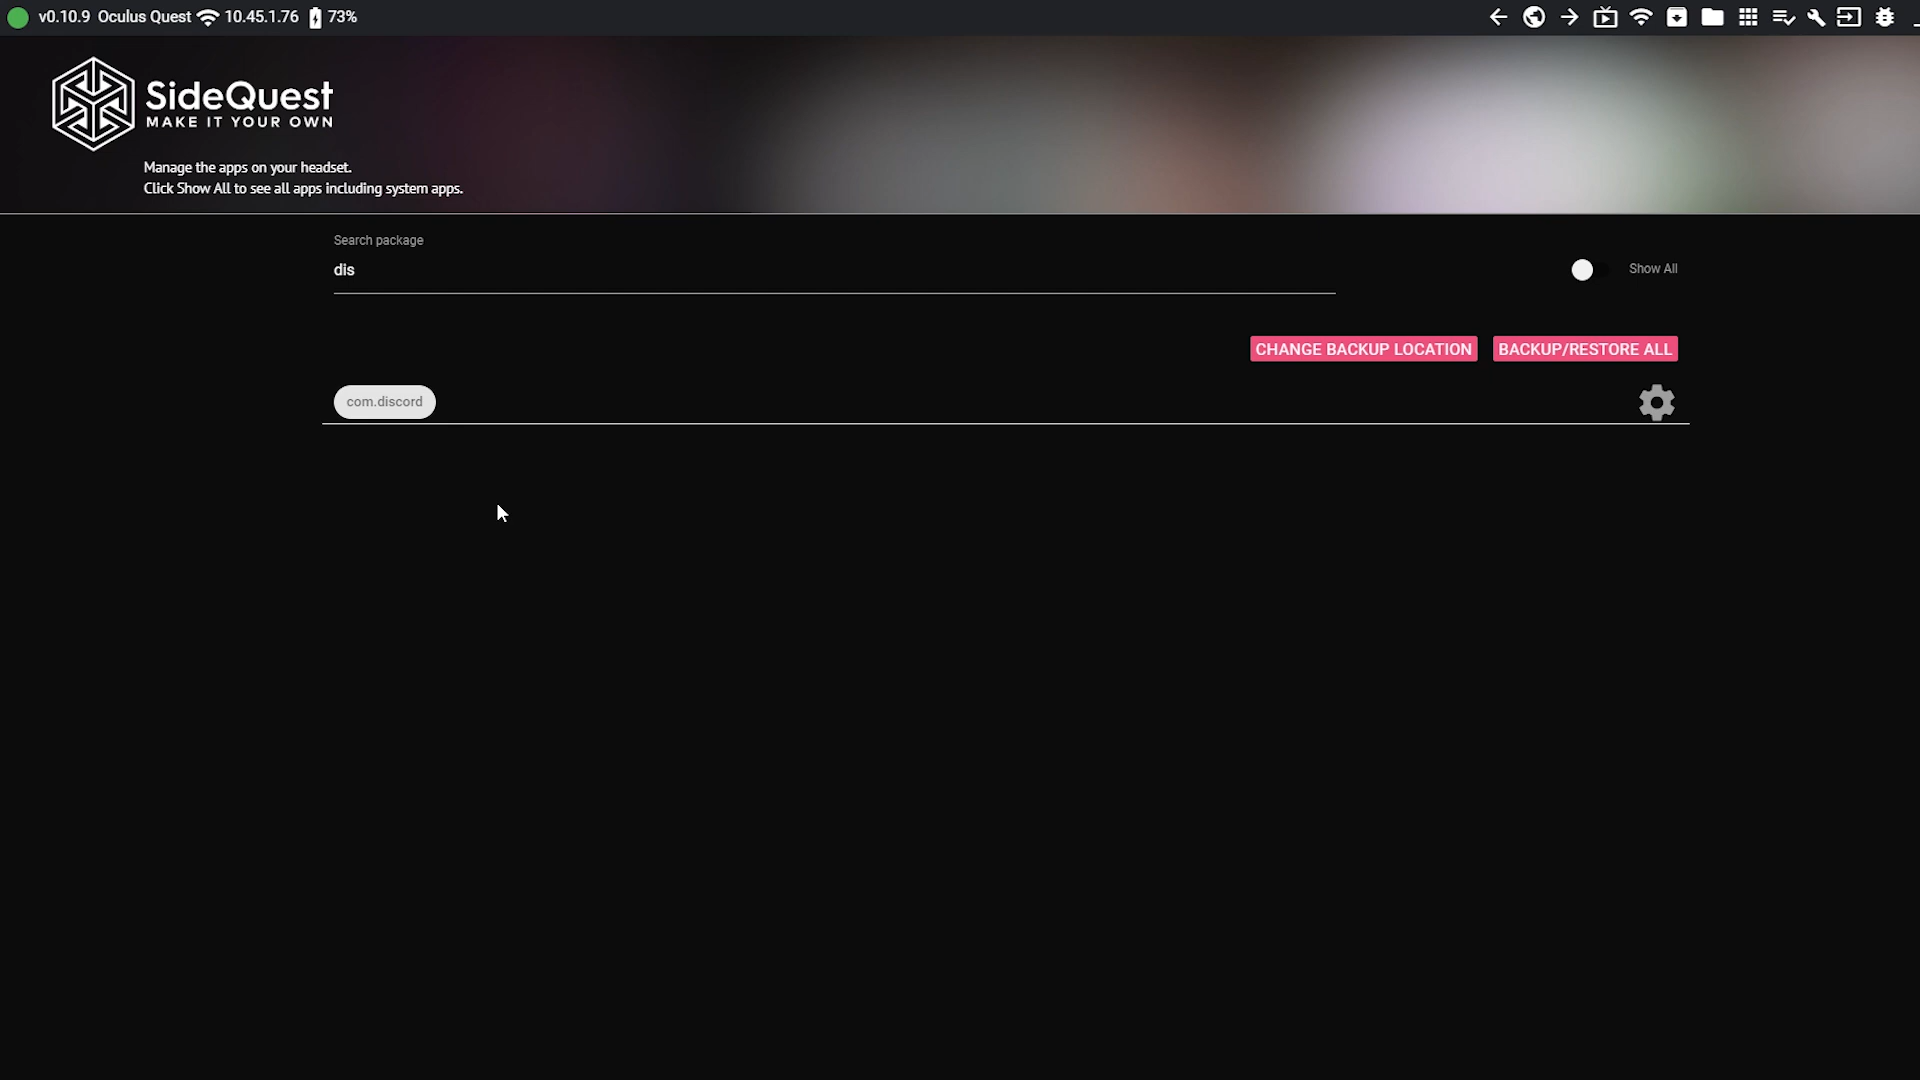 v0.10.9 Oculus Quest 10.45.1.76 73%
SideQuest
MAKE IT YOUR OWN
Manage the apps on your headset.
Click Show All to see all apps including system apps.
Search package
dis
Show All
CHANGE BACKUP LOCATION BACKUP/RESTORE ALL
com.discord